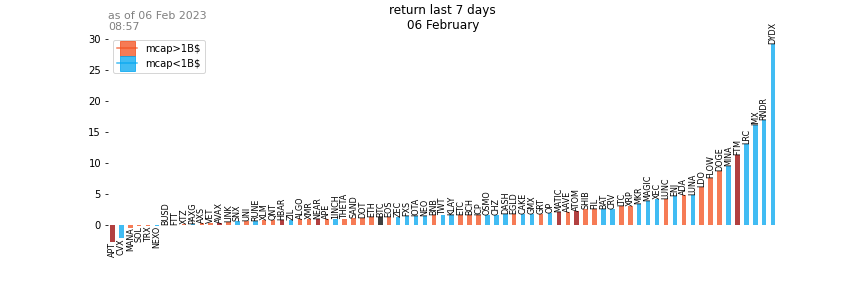 as of 06 Feb 2023
08:57
return last 7 days
06 February
mcap>1B$
mcap<1B$
30
25
20
15
10
5
0
APT
CVX
MANA
SOL
TRX
NEXO
BUSD
FTT
XTZ
PAXG
AXS
VET
AVAX
LINK
SNX
UNI
RUNE
XLM
QNT
HBAR
ZIL
ALGO
XMR
NEAR
APE
1INCH
THETA
SAND
DOT
ETH
BTC
EOS
ZEC
FXS
IOTA
NEO
BNB
TWT
KLAY
ETC
BCH
ICP
OSMO
CHZ
DASH
EGLD
CAKE
GMX
GRT
OP
MATIC
AAVE
ATOM
SHIB
FIL
BAT
CRV
LTC
XRP
MKR
MAGIC
XEC
LUNC
ENJ
ADA
LUNA
LDO
FLOW
DOGE
MINA
FTM
LRC
IMX
RNDR
DYDX